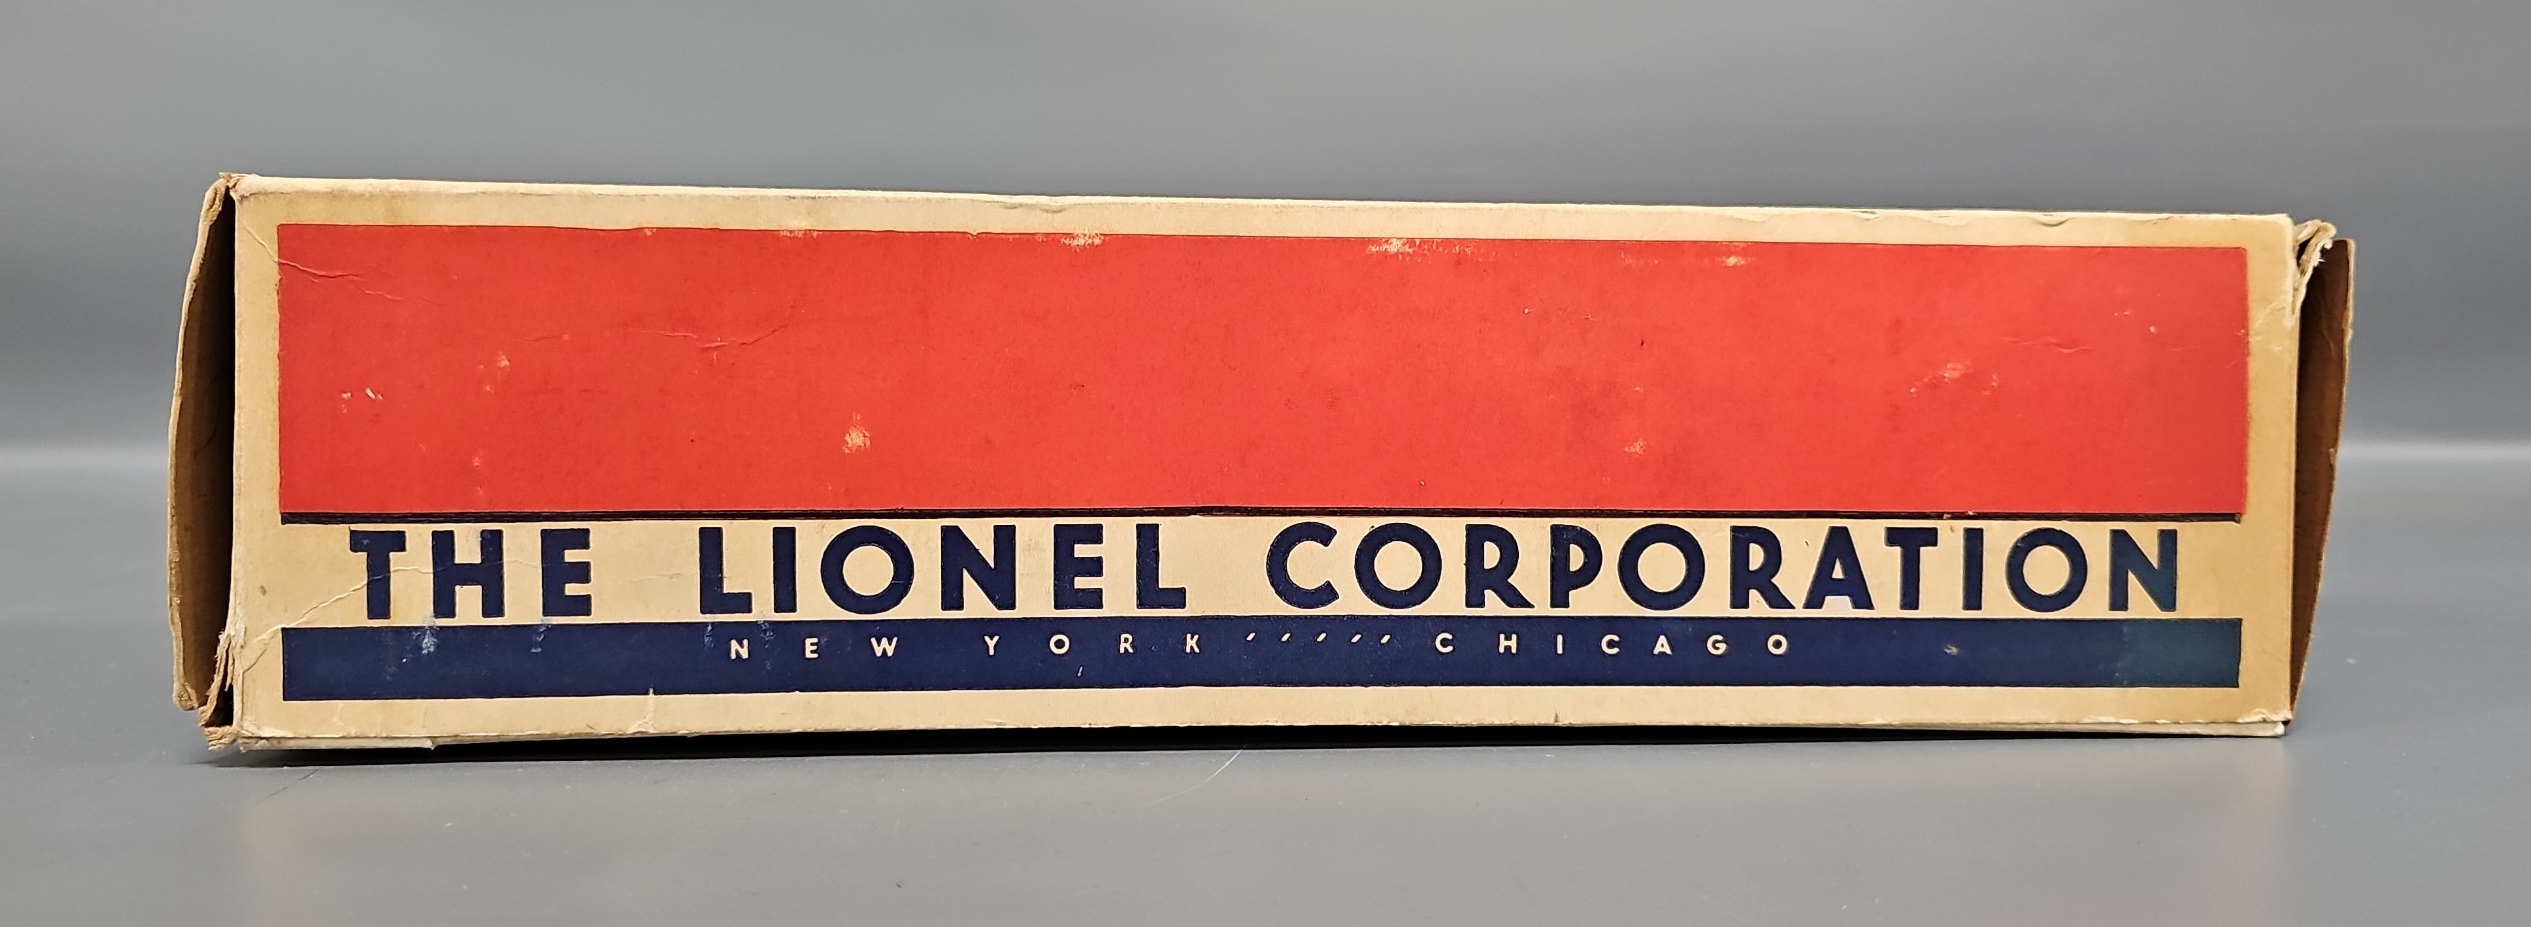 THE LIONEL CORPORATION
NEW YORK ′′′′′ CHICAGO